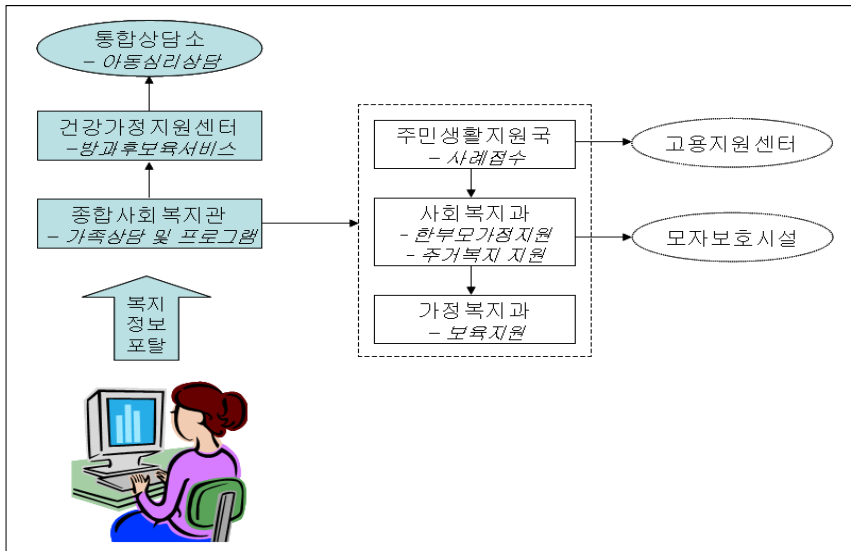 통합상담소
– 아동심리상담
건강가정지원센터
–방과후보육서비스
종합사회복지관
– 가족상담 및 프로그램
복지
정보
포탈
주민생활지원국
– 사례접수
사회복지과
– 한부모가정지원
– 주거복지 지원
가정복지과
– 보육지원
고용지원센터
모자보호시설